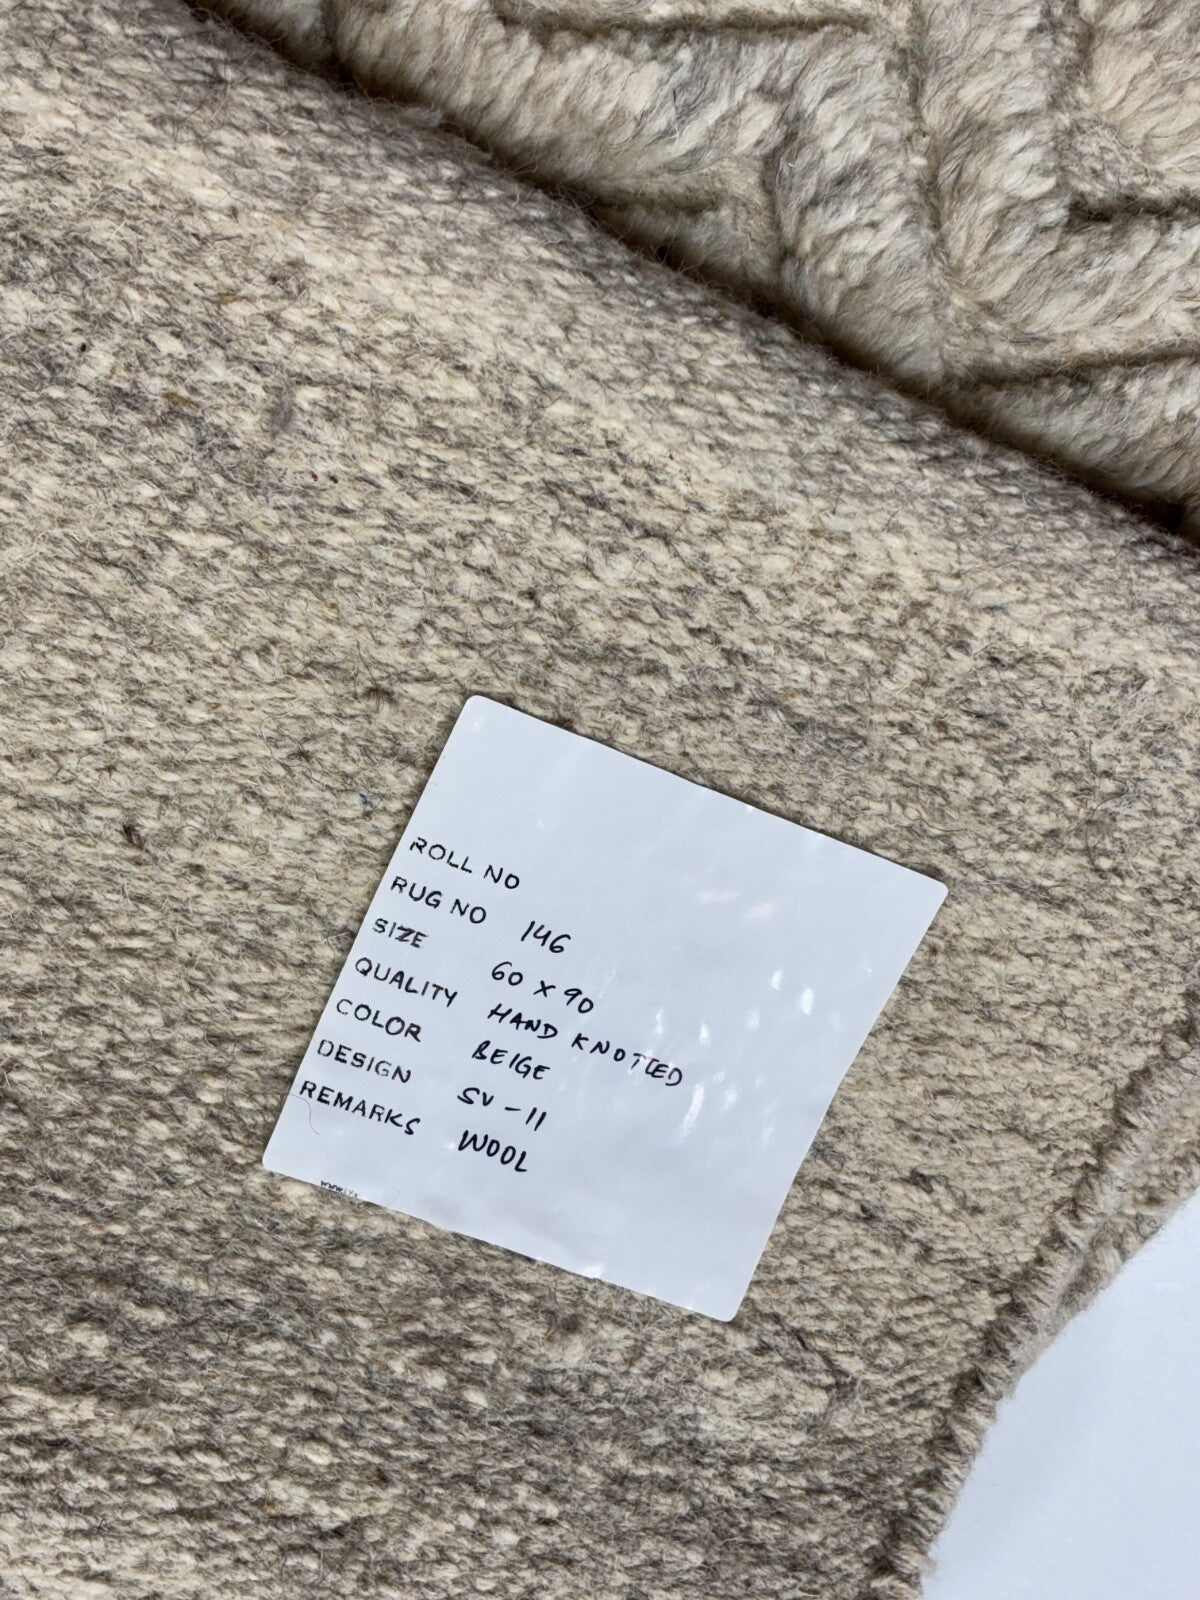 ROLL NO
RUG NO 146
SIZE 60 x 90
QUALITY HAND KNOTTED
COLOR BEIGE
DESIGN SV - 11
REMARKS WOOL